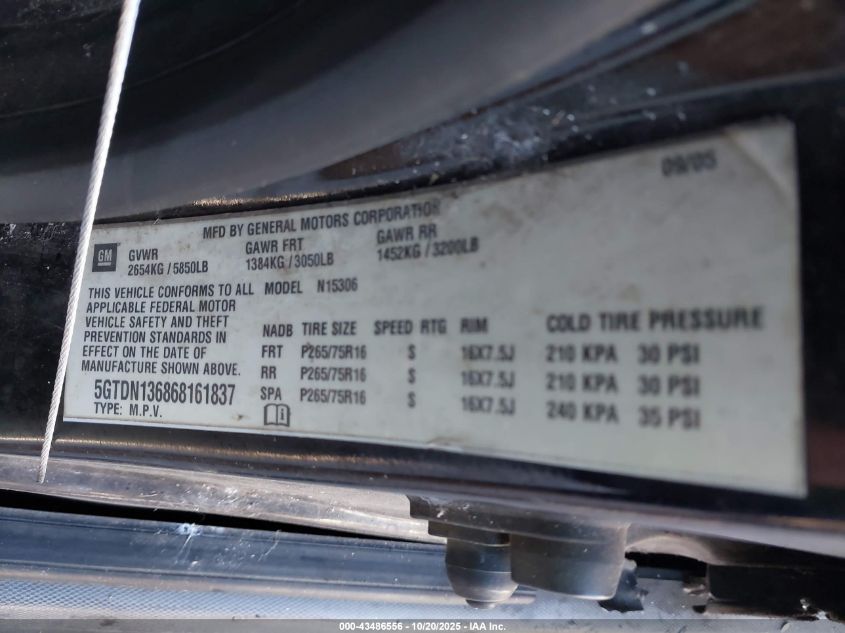 09/05
MFD BY GENERAL MOTORS CORPORATION
GM GVWR GAWR FRT GAWR RR
2654KG / 5850LB 1384KG / 3050LB 1452KG / 3200LB
THIS VEHICLE CONFORMS TO ALL MODEL N15306
APPLICABLE FEDERAL MOTOR
VEHICLE SAFETY AND THEFT
PREVENTION STANDARDS IN
EFFECT ON THE DATE OF
MANUFACTURE SHOWN ABOVE.
5GTDN136868161837
TYPE: M.P.V.
NADB TIRE SIZE SPEED RTG RIM COLD TIRE PRESSURE
FRT P265/75R16 S 16X7.5J 210 KPA 30 PSI
RR P265/75R16 S 16X7.5J 210 KPA 30 PSI
SPA P265/75R16 S 16X7.5J 240 KPA 35 PSI
000-43486556 - 10/20/2025 - IAA Inc.